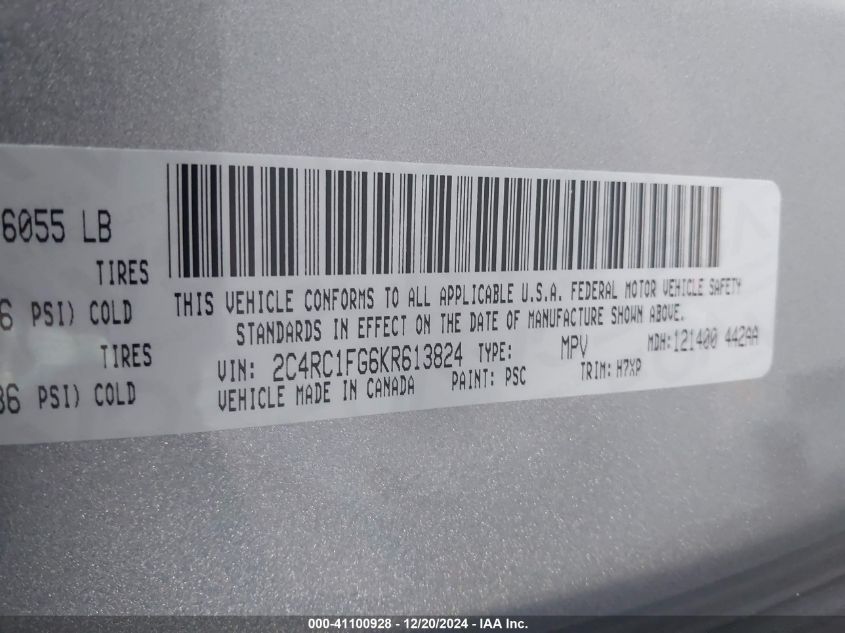 6055 LB
TIRES
6 PSI) COLD
TIRES
36 PSI) COLD
THIS VEHICLE CONFORMS TO ALL APPLICABLE U.S.A. FEDERAL MOTOR VEHICLE SAFETY
STANDARDS IN EFFECT ON THE DATE OF MANUFACTURE SHOWN ABOVE.
VIN: 2C4RC1FG6KR613824 TYPE: MPV MDH:121400 442AA
VEHICLE MADE IN CANADA PAINT: PSC TRIM: H7XP
000-41100928 - 12/20/2024 - IAA Inc.